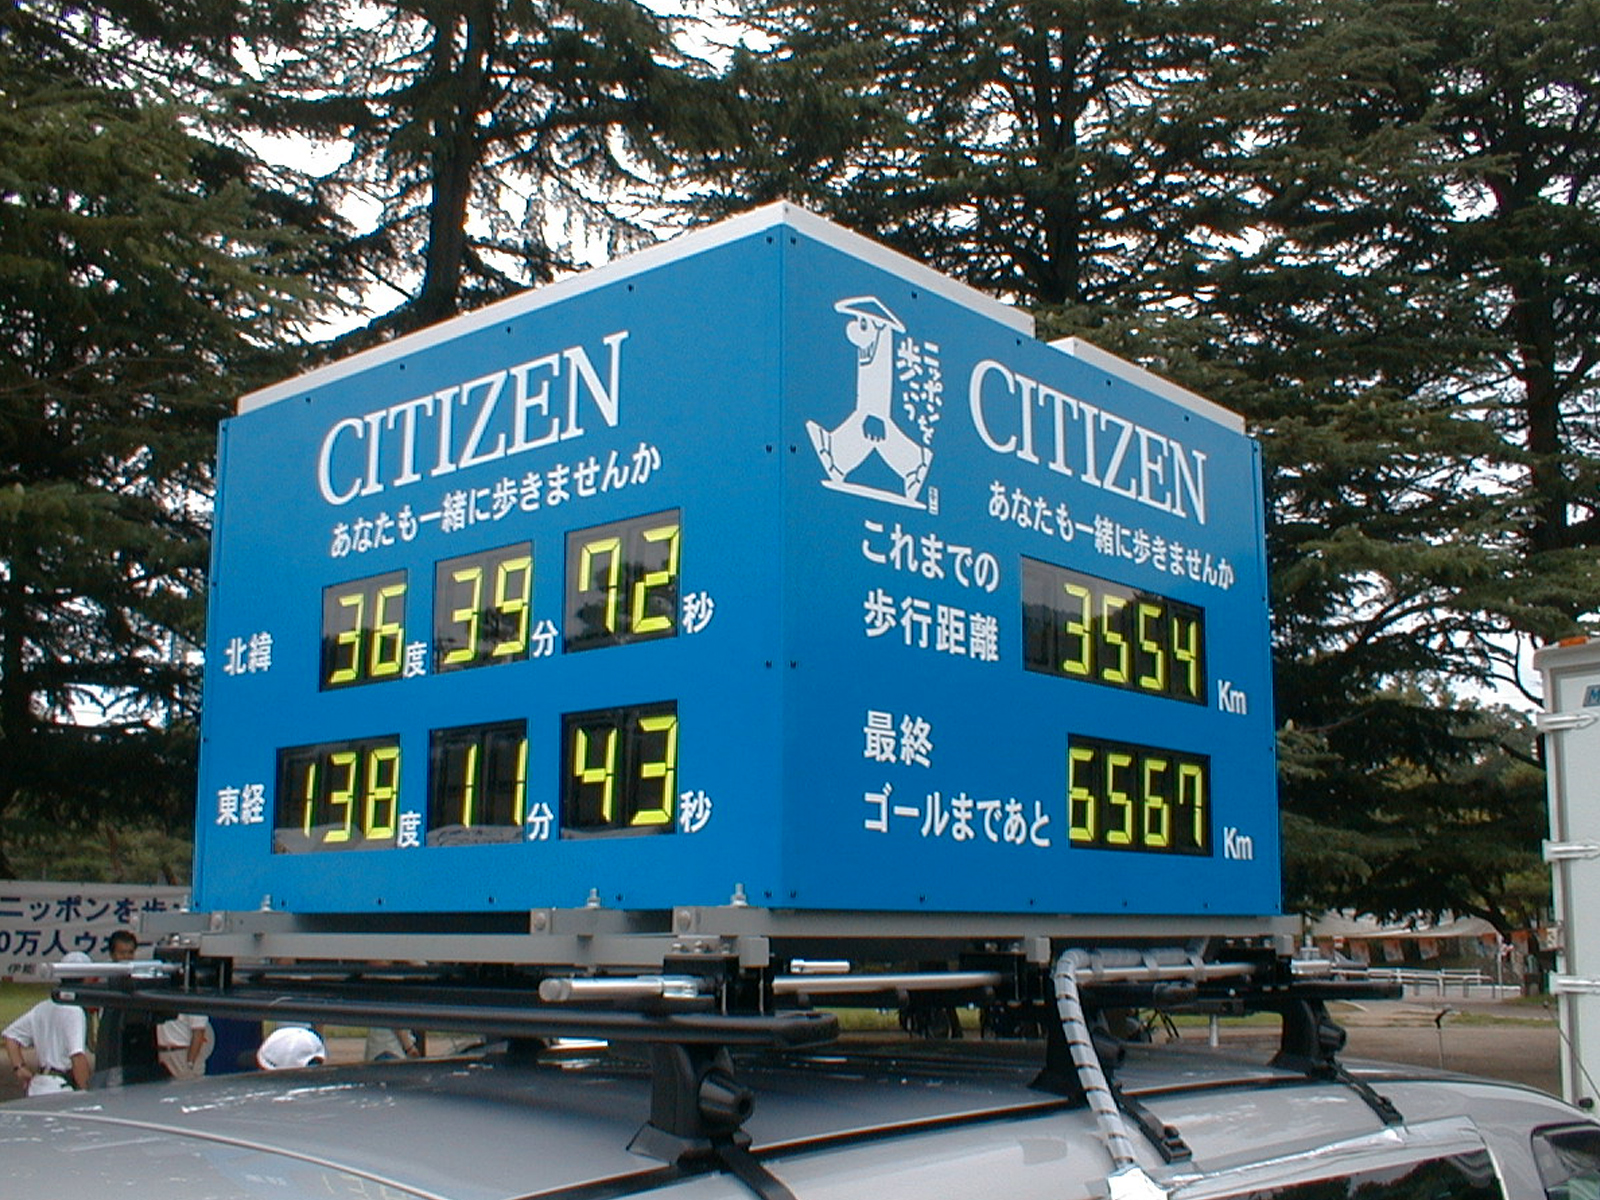 CITIZEN
あなたも一緒に歩きませんか
北緯 36度 39分 72秒
東経 138度 11分 43秒
ニッポンを
歩こう
CITIZEN
あなたも一緒に歩きませんか
これまでの
歩行距離 3554 Km
最終
ゴールまであと 6567 Km
ニッポンを歩
0万人ウォー
伊能